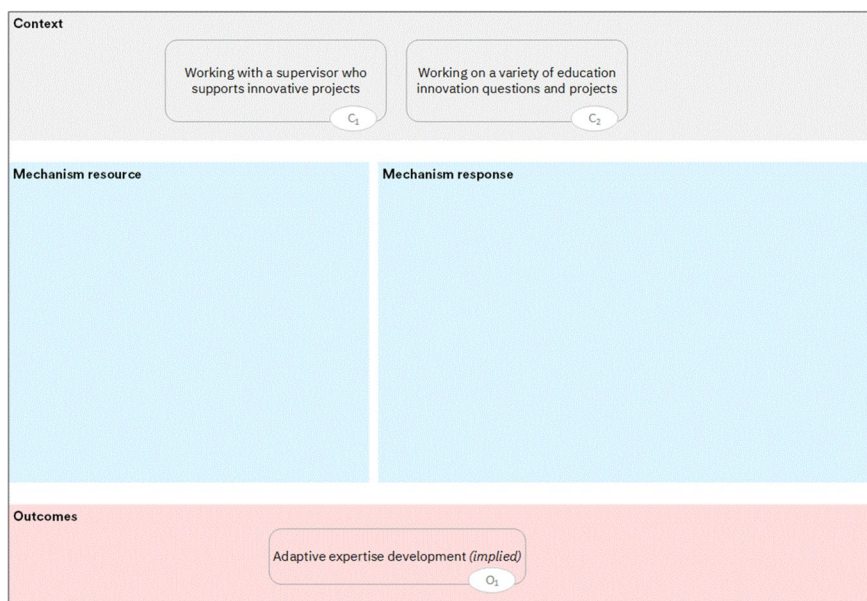 Context
Working with a supervisor who
supports innovative projects
C₁
Working on a variety of education
innovation questions and projects
C₂
Mechanism resource
Mechanism response
Outcomes
Adaptive expertise development (implied)
O₁